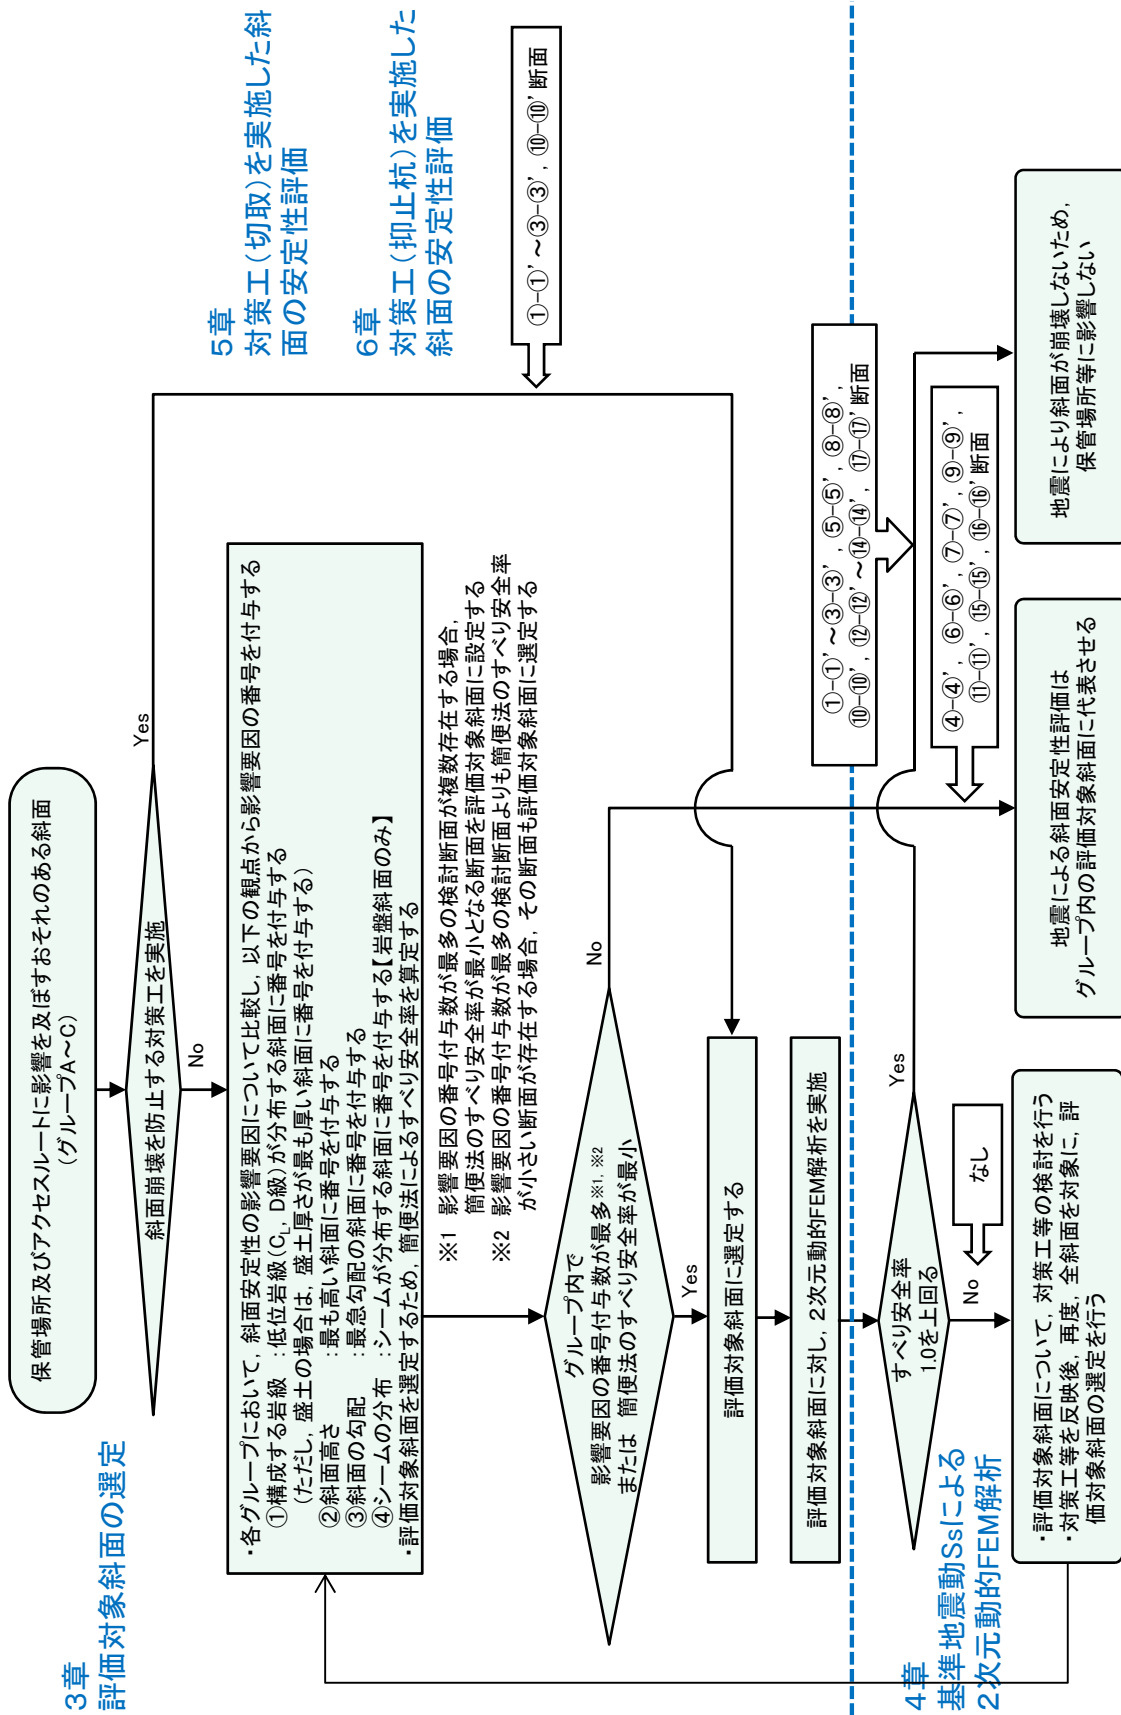 3章
評価対象斜面の選定
保管場所及びアクセスルートに影響を及ぼすおそれのある斜面
(グループA～C)
斜面崩壊を防止する対策工を実施
Yes
No
5章
対策工(切取)を実施した斜
面の安定性評価
6章
対策工(抑止杭)を実施した
斜面の安定性評価
・各グループにおいて，斜面安定性の影響要因について比較し，以下の観点から影響要因の番号を付与する
①構成する岩級　：低位岩級(CL，D級)が分布する斜面に番号を付与する
(ただし，盛土の場合は，盛土厚さが最も厚い斜面に番号を付与する)
②斜面高さ　：最も高い斜面に番号を付与する
③斜面の勾配　：最急勾配の斜面に番号を付与する
④シームの分布　：シームが分布する斜面に番号を付与する【岩盤斜面のみ】
・評価対象斜面を選定するため，簡便法によるすべり安全率を算定する
※1　影響要因の番号付与数が最多の検討断面が複数存在する場合，
簡便法のすべり安全率が最小となる断面を評価対象斜面に設定する
※2　影響要因の番号付与数が最多の検討断面よりも簡便法のすべり安全率
が小さい断面が存在する場合，その断面も評価対象斜面に選定する
①-①’～③-③’，⑩-⑩’断面
グループ内で
影響要因の番号付与数が最多※1，※2
または 簡便法のすべり安全率が最小
No
Yes
評価対象斜面に選定する
評価対象斜面に対し，2次元動的FEM解析を実施
①-①’～③-③’，⑤-⑤’，⑧-⑧’，
⑩-⑩’，⑫-⑫’～⑭-⑭’，⑰-⑰’断面
4章
基準地震動Ssによる
2次元動的FEM解析
すべり安全率
1.0を上回る
Yes
No
なし
④-④’，⑥-⑥’，⑦-⑦’，⑨-⑨’，
⑪-⑪’，⑮-⑮’，⑯-⑯’断面
・評価対象斜面について，対策工等の検討を行う
・対策工等を反映後，再度，全斜面を対象に，評
価対象斜面の選定を行う
地震による斜面安定性評価は
グループ内の評価対象斜面に代表させる
地震により斜面が崩壊しないため，
保管場所等に影響しない